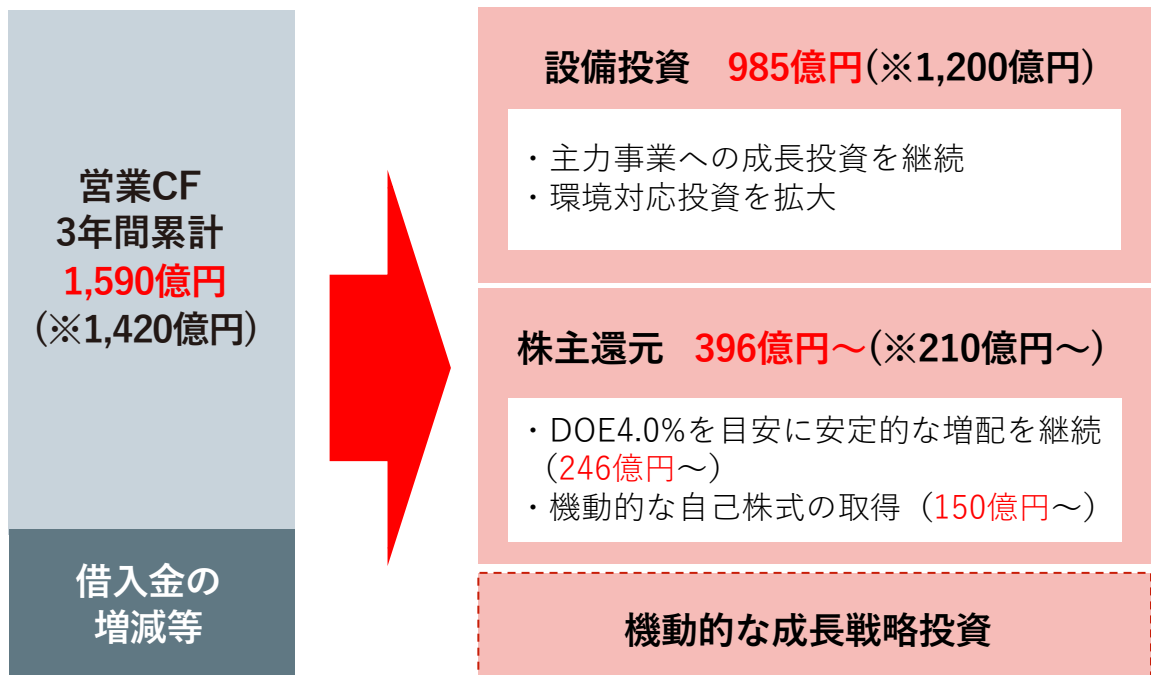 営業CF
3年間累計
1,590億円
(※1,420億円)
借入金の
増減等
設備投資　985億円(※1,200億円)
・主力事業への成長投資を継続
・環境対応投資を拡大
株主還元　396億円～(※210億円～)
・DOE4.0%を目安に安定的な増配を継続
（246億円～）
・機動的な自己株式の取得（150億円～）
機動的な成長戦略投資